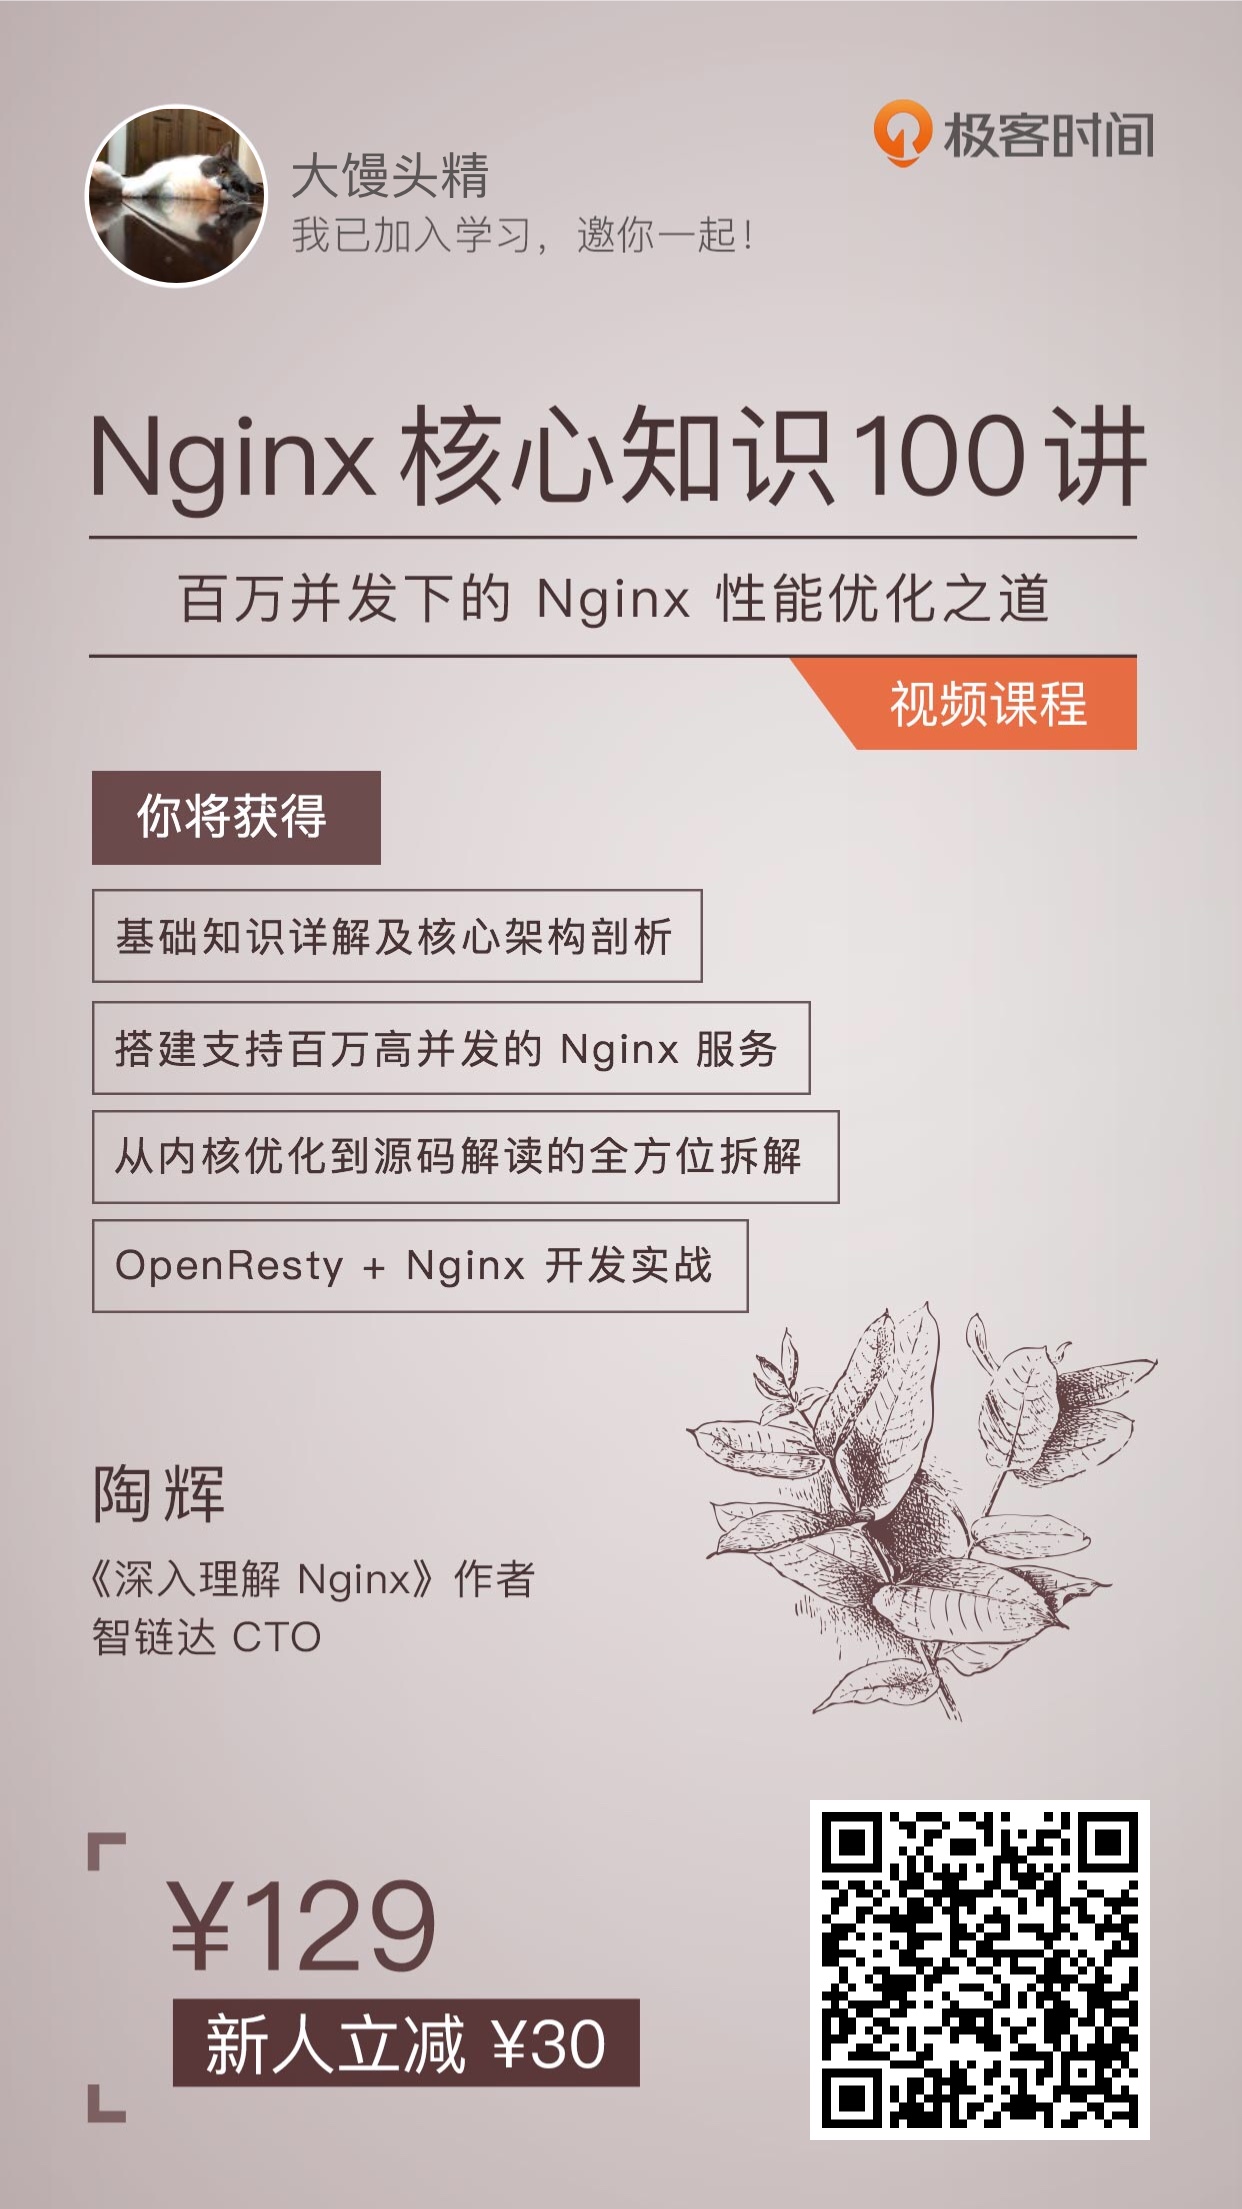 极客时间
大馒头精
我已加入学习，邀你一起！
Nginx 核心知识100讲
百万并发下的 Nginx 性能优化之道
视频课程
你将获得
基础知识详解及核心架构剖析
搭建支持百万高并发的 Nginx 服务
从内核优化到源码解读的全方位拆解
OpenResty + Nginx 开发实战
陶辉
《深入理解 Nginx》作者
智链达 CTO
¥129
新人立减 ¥30